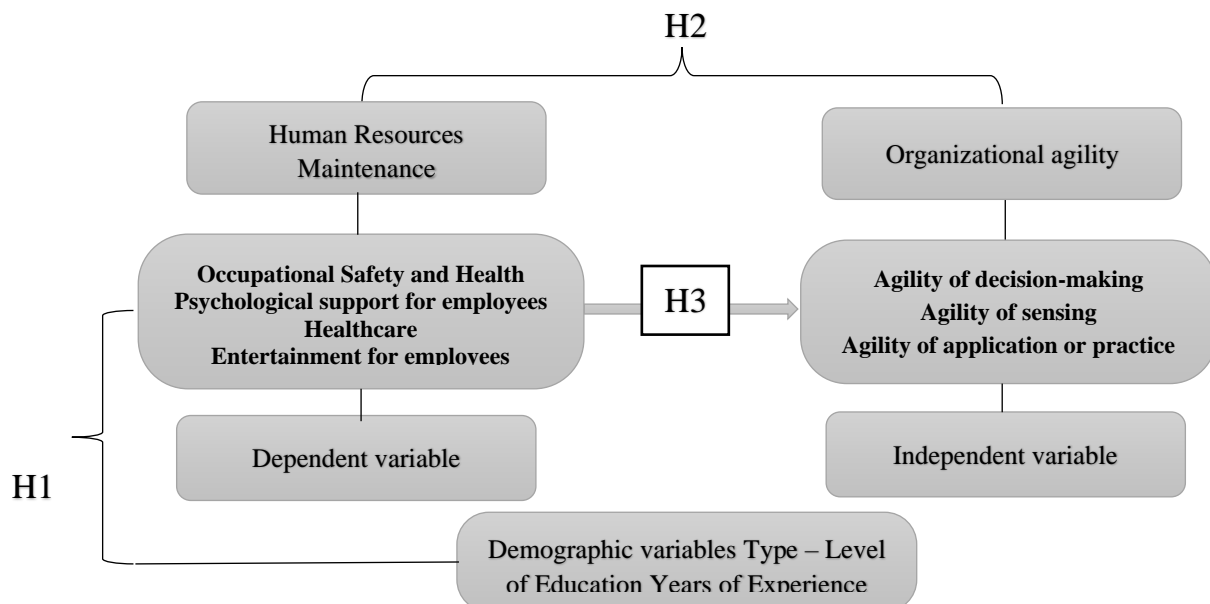 H2
Human Resources
Maintenance
Organizational agility
Occupational Safety and Health
Psychological support for employees
Healthcare
Entertainment for employees
H3
Agility of decision-making
Agility of sensing
Agility of application or practice
Dependent variable
Independent variable
H1
Demographic variables Type – Level
of Education Years of Experience